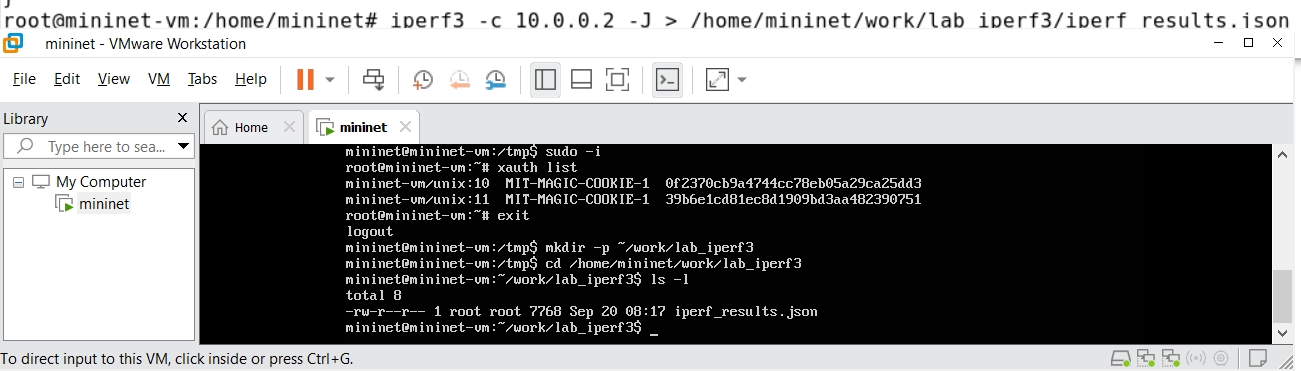 root@mininet-vm:/home/mininet# iperf3 -c 10.0.0.2 -J > /home/mininet/work/lab_iperf3/iperf_results.json
mininet - VMware Workstation
File Edit View VM Tabs Help
Library
Home
mininet
Type here to sea...
My Computer
mininet
mininet@mininet-vm:/tmp$ sudo -i
root@mininet-vm:~# xauth list
mininet-vm/unix:10  MIT-MAGIC-COOKIE-1  0f2370cb9a4744cc78eb05a29ca25dd3
mininet-vm/unix:11  MIT-MAGIC-COOKIE-1  39b6e1cd81ec8d1909bd3aa482390751
root@mininet-vm:~# exit
logout
mininet@mininet-vm:/tmp$ mkdir -p ~/work/lab_iperf3
mininet@mininet-vm:/tmp$ cd /home/mininet/work/lab_iperf3
mininet@mininet-vm:~/work/lab_iperf3$ ls -l
total 8
-rw-r--r-- 1 root root 7768 Sep 20 08:17 iperf_results.json
mininet@mininet-vm:~/work/lab_iperf3$ _
To direct input to this VM, click inside or press Ctrl+G.